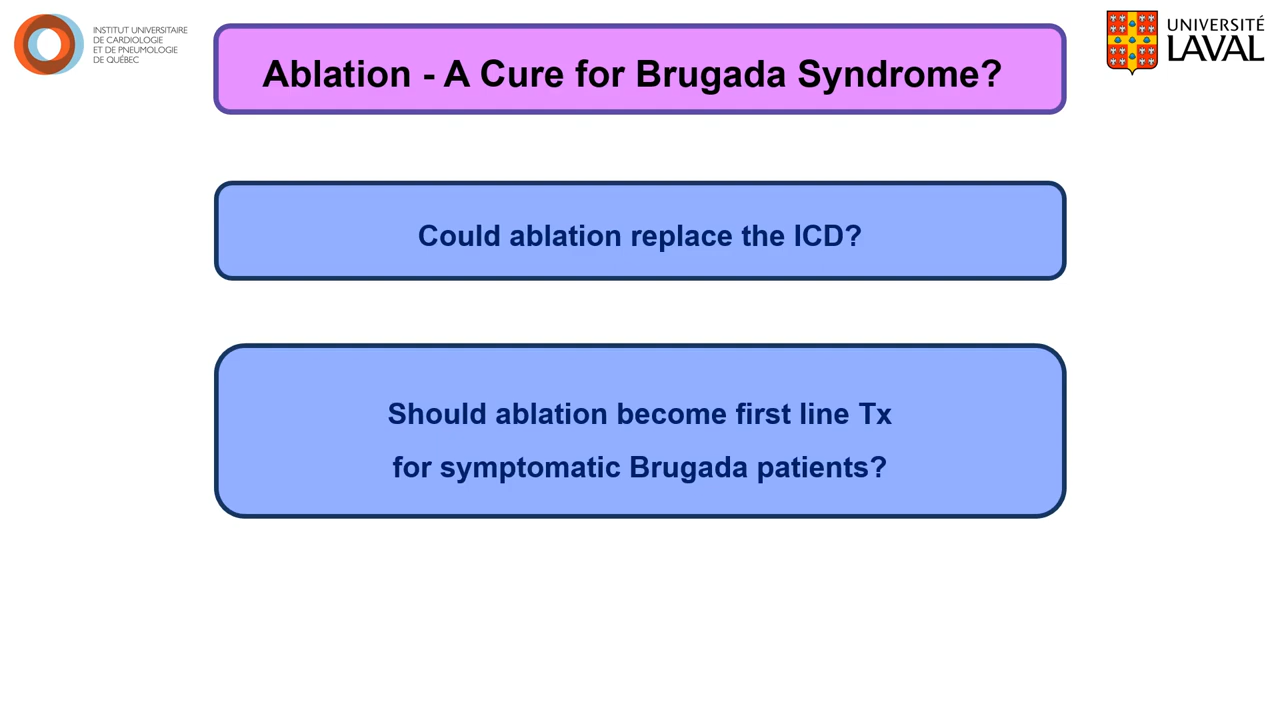 INSTITUT UNIVERSITAIRE
DE CARDIOLOGIE
ET DE PNEUMOLOGIE
DE QUÉBEC
UNIVERSITÉ
LAVAL
Ablation - A Cure for Brugada Syndrome?
Could ablation replace the ICD?
Should ablation become first line Tx
for symptomatic Brugada patients?